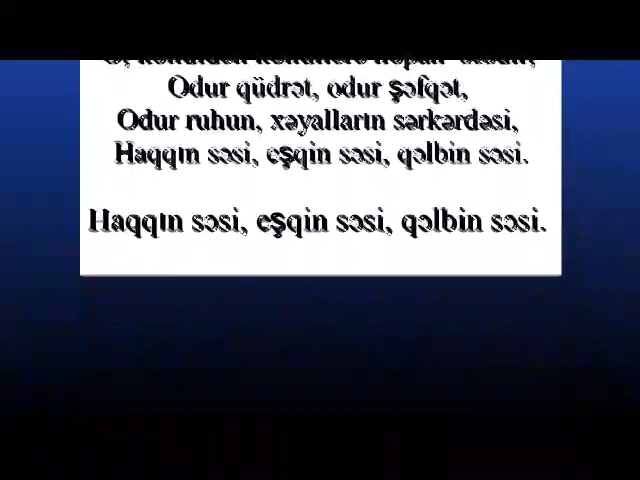 Odur qüdrət, odur şəfqət,
Odur ruhun, xəyalların sərkərdəsi,
Haqqın səsi, eşqin səsi, qəlbin səsi.
Haqqın səsi, eşqin səsi, qəlbin səsi.